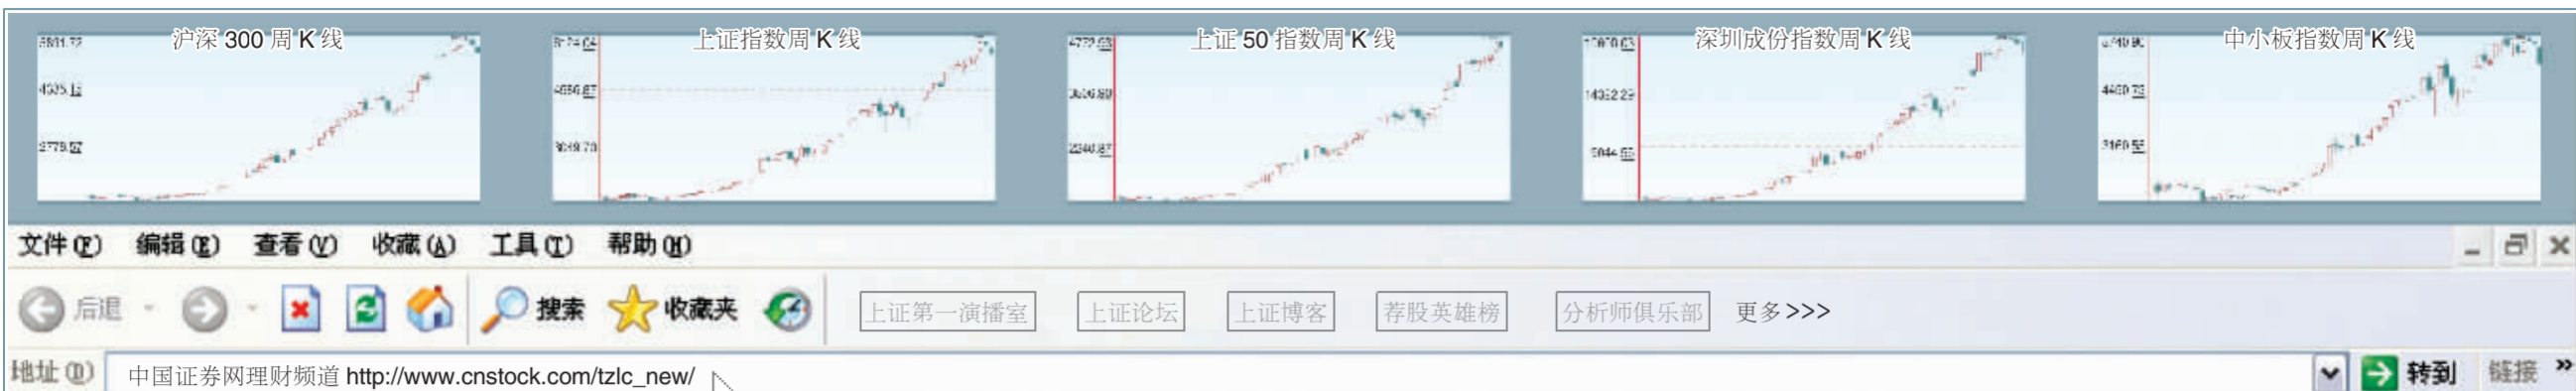 沪深 300 周 K 线
上证指数周 K 线
上证 50 指数周 K 线
深圳成份指数周 K 线
中小板指数周 K 线
文件(F) 编辑(E) 查看(V) 收藏(A) 工具(T) 帮助(H)
后退 搜索 收藏夹 上证第一演播室 上证论坛 上证博客 荐股英雄榜 分析师俱乐部 更多>>>
地址(D) 中国证券网理财频道 http://www.cnstock.com/tzlc_new/ 转到 链接 »